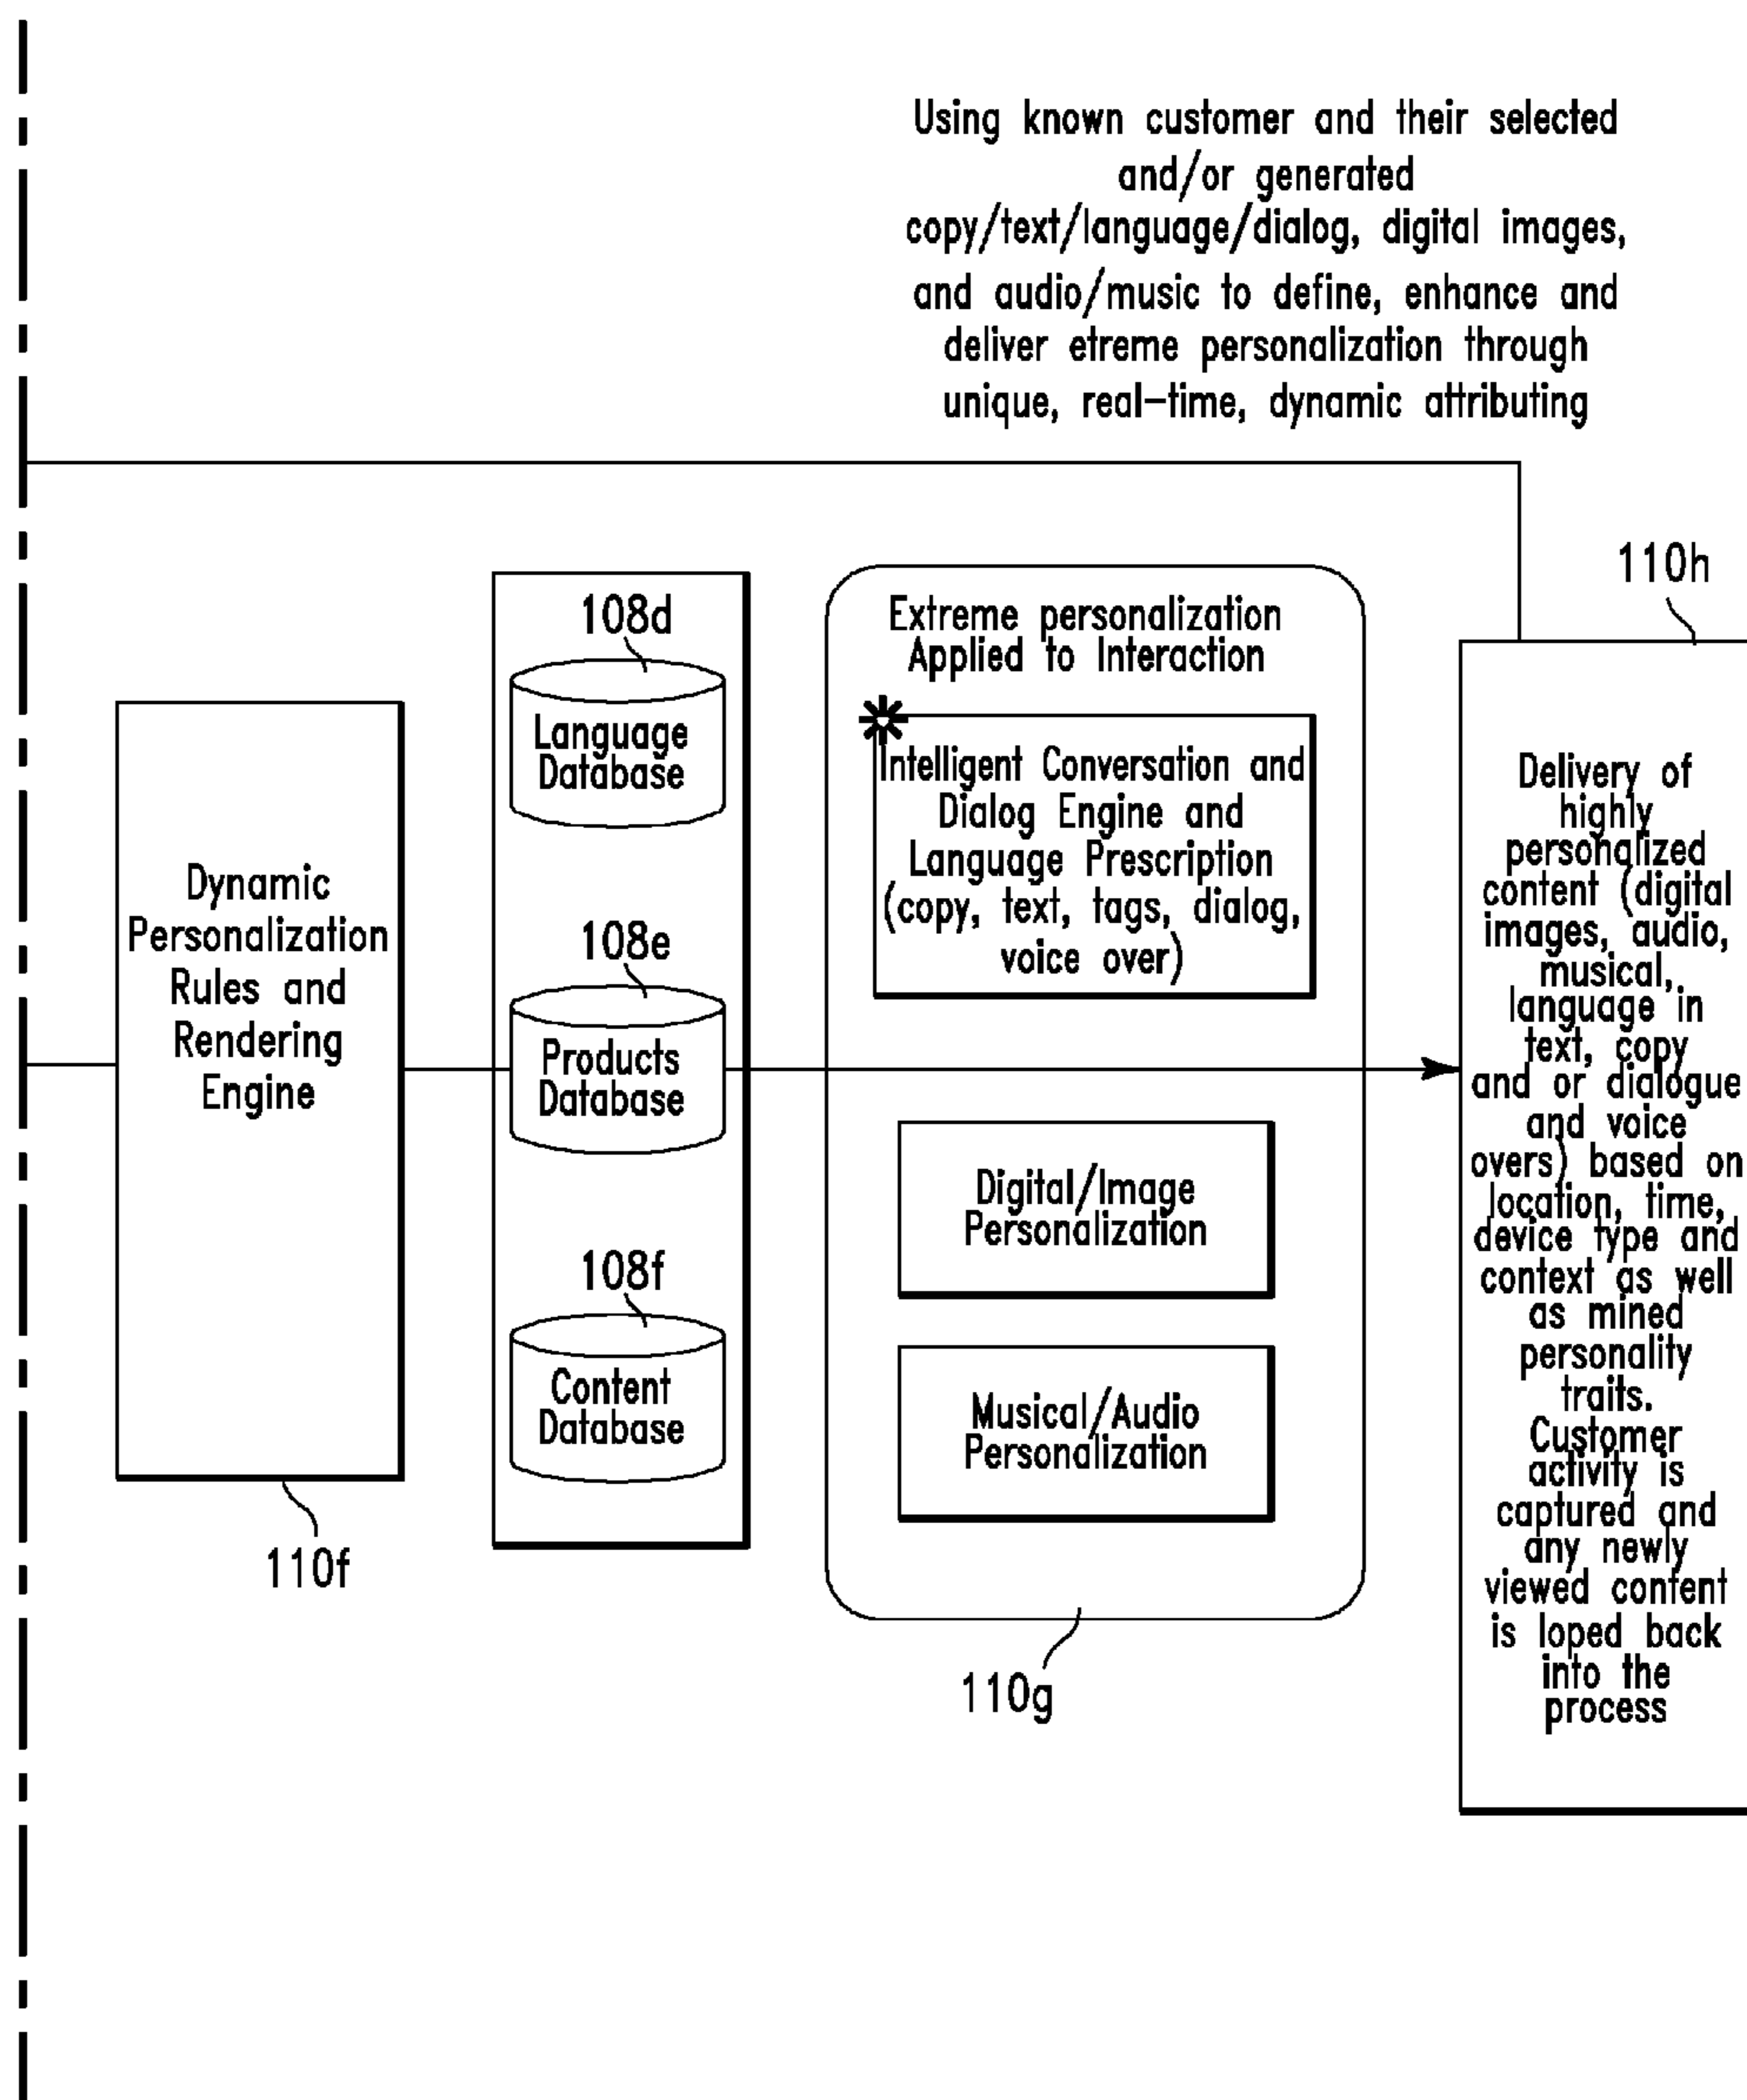 Using known customer and their selected
and/or generated
copy/text/language/dialog, digital images,
and audio/music to define, enhance and
deliver etreme personalization through
unique, real-time, dynamic attributing
110h
108d
Language
Database
108e
Products
Database
108f
Content
Database
Dynamic
Personalization
Rules and
Rendering
Engine
110f
Extreme personalization
Applied to Interaction
Intelligent Conversation and
Dialog Engine and
Language Prescription
(copy, text, tags, dialog,
voice over)
Digital/Image
Personalization
Musical/Audio
Personalization
110g
Delivery of
highly
personalized
content (digital
images, audio,
musical,
language in
text, copy
and or dialogue
and voice
overs) based on
location, time,
device type and
context as well
as mined
personality
traits.
Customer
activity is
captured and
any newly
viewed content
is loped back
into the
process